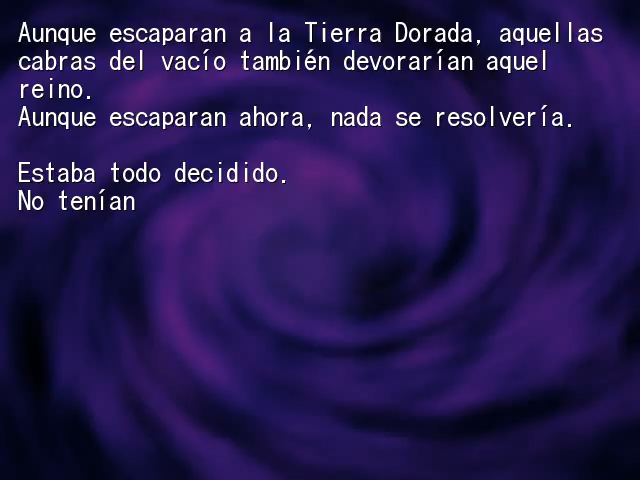 Aunque escaparan a la Tierra Dorada, aquellas
cabras del vacío también devorarían aquel
reino.
Aunque escaparan ahora, nada se resolvería.
Estaba todo decidido.
No tenían